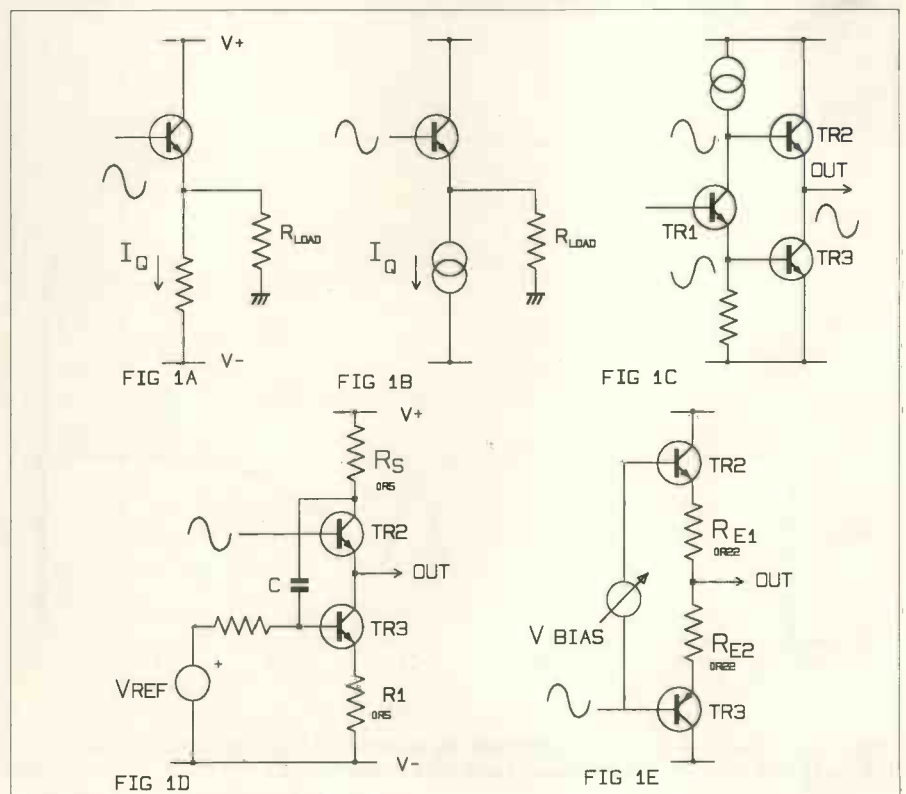 V+
I_Q
R_LOAD
V-
FIG 1A
I_Q
R_LOAD
FIG 1B
TR2
OUT
TR1
TR3
FIG 1C
V+
R_S
0R5
TR2
C
OUT
TR3
VREF
+
R1
0R5
V-
FIG 1D
TR2
R_E1
0R22
OUT
V BIAS
R_E2
0R22
TR3
FIG 1E